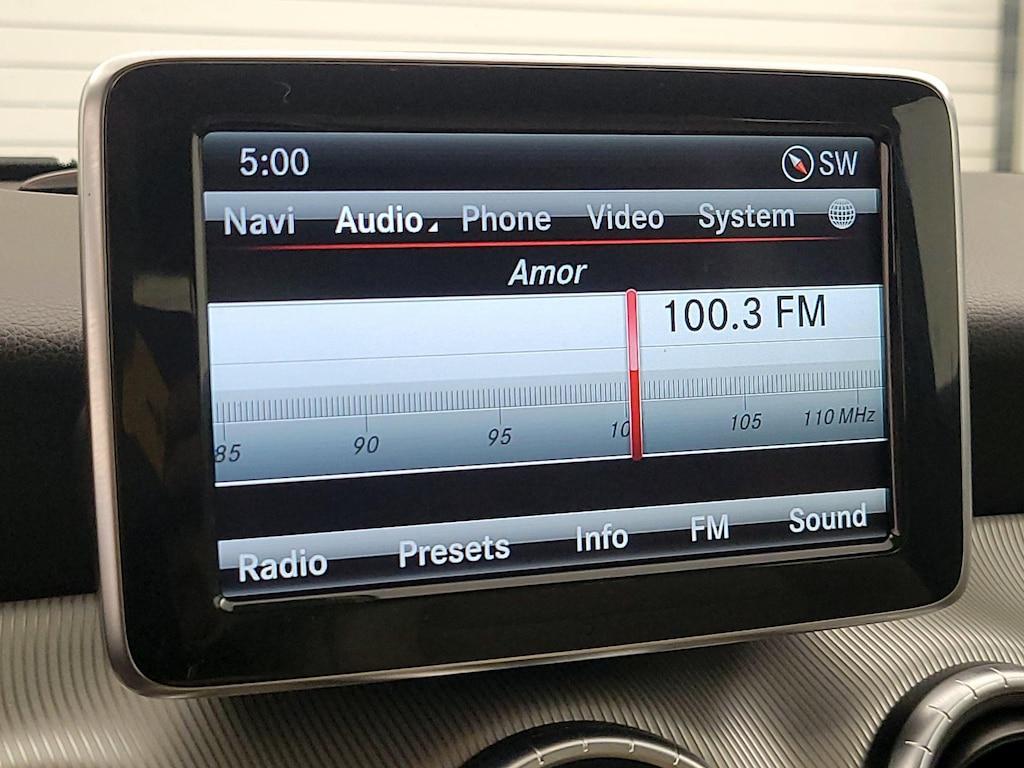 5:00 SW
Navi Audio Phone Video System
Amor
100.3 FM
85 90 95 10 105 110 MHz
Radio Presets Info FM Sound